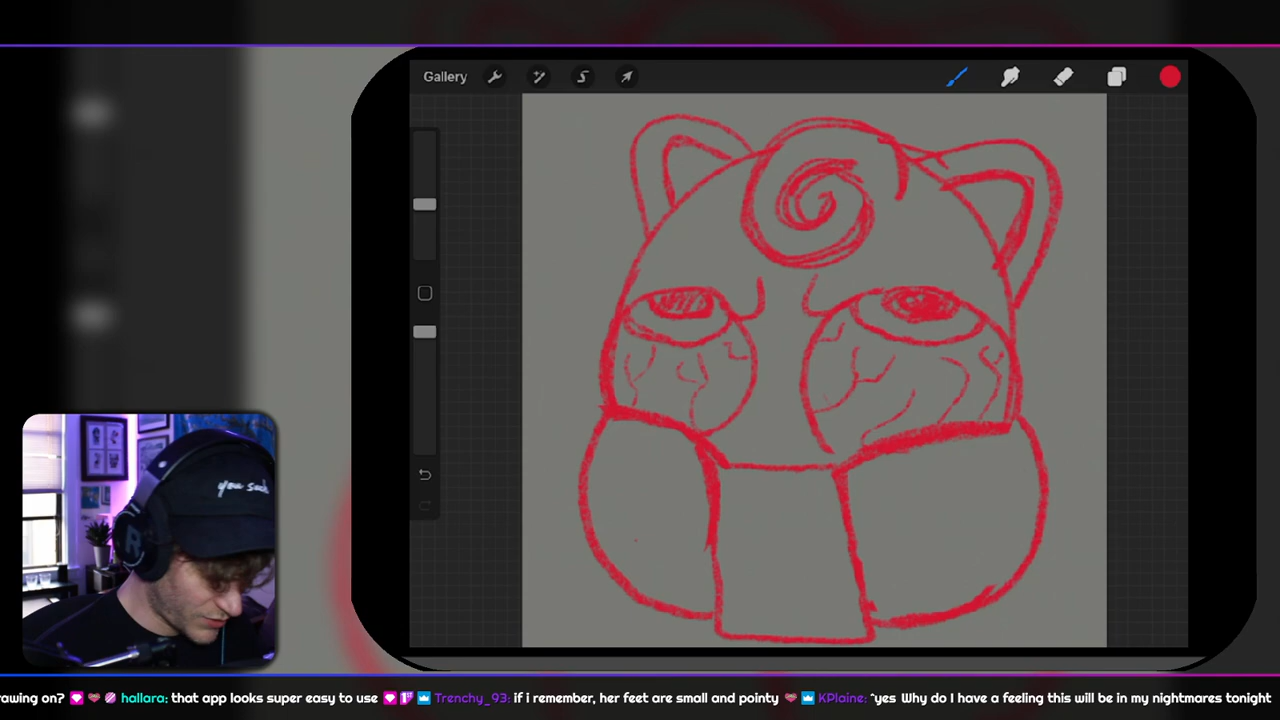 Gallery
you suck
R
rawing on? hallara: that app looks super easy to use Trenchy_93: if i remember, her feet are small and pointy KPlaine: ^yes Why do I have a feeling this will be in my nightmares tonight